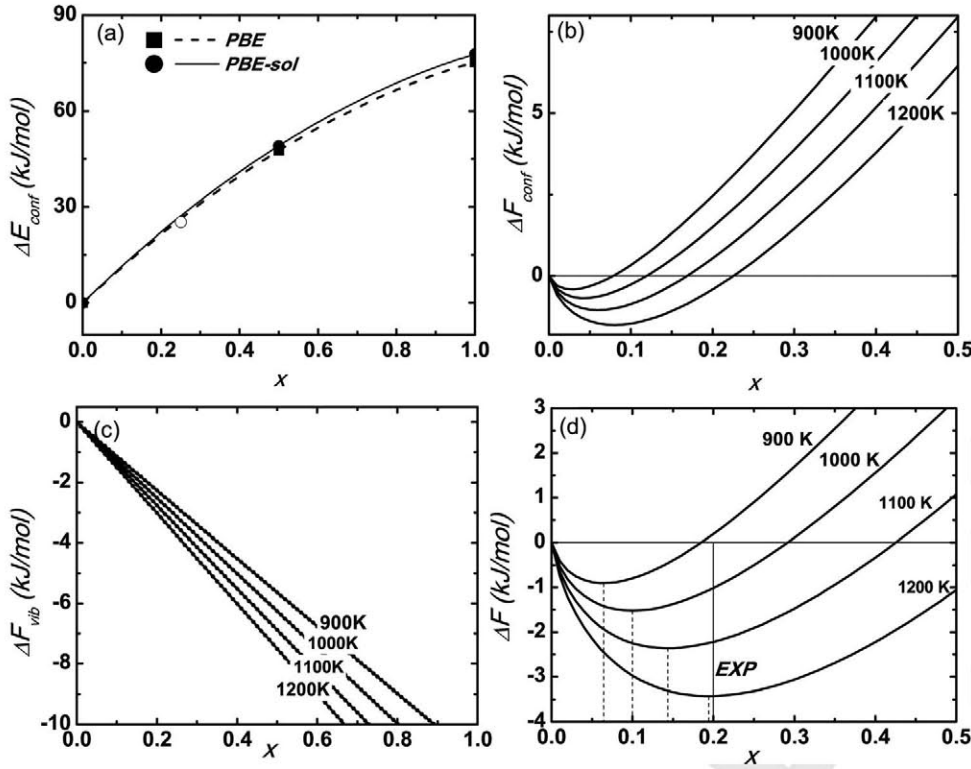 (a)
PBE
PBE-sol
ΔE_conf (kJ/mol)
90
60
30
0
0.0 0.2 0.4 0.6 0.8 1.0
x
(b)
900K
1000K
1100K
1200K
ΔF_conf (kJ/mol)
5
0
0.0 0.1 0.2 0.3 0.4 0.5
x
(c)
900K
1000K
1100K
1200K
ΔF_vib (kJ/mol)
0
-2
-4
-6
-8
-10
0.0 0.2 0.4 0.6 0.8 1.0
x
(d)
900 K
1000 K
1100 K
1200 K
EXP
ΔF (kJ/mol)
3
2
1
0
-1
-2
-3
-4
0.0 0.1 0.2 0.3 0.4 0.5
x